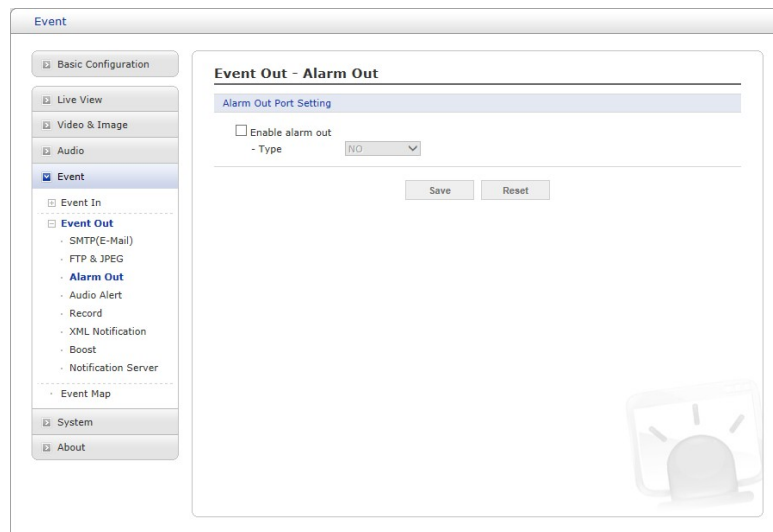 Event
Basic Configuration
Live View
Video & Image
Audio
Event
Event In
Event Out
SMTP(E-Mail)
FTP & JPEG
Alarm Out
Audio Alert
Record
XML Notification
Boost
Notification Server
Event Map
System
About
Event Out - Alarm Out
Alarm Out Port Setting
Enable alarm out
- Type NO
Save Reset